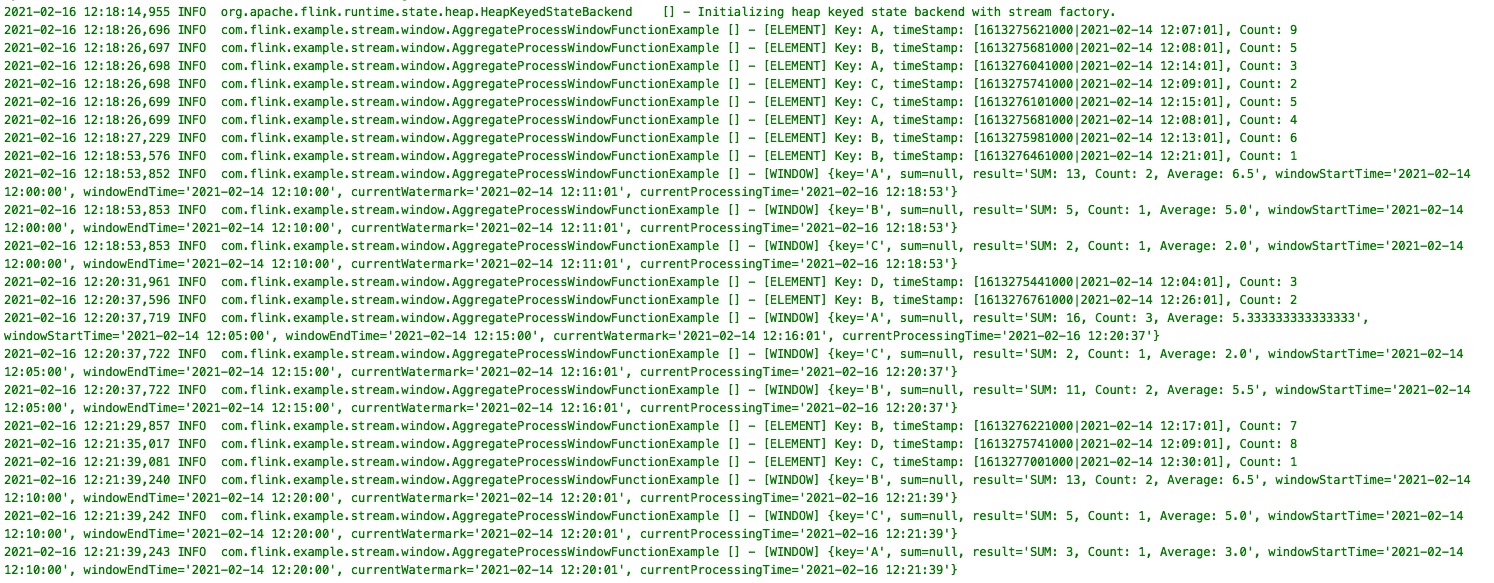 2021-02-16 12:18:14,955 INFO  org.apache.flink.runtime.state.heap.HeapKeyedStateBackend    [] - Initializing heap keyed state backend with stream factory.
2021-02-16 12:18:26,696 INFO  com.flink.example.stream.window.AggregateProcessWindowFunctionExample [] - [ELEMENT] Key: A, timeStamp: [1613275621000|2021-02-14 12:07:01], Count: 9
2021-02-16 12:18:26,697 INFO  com.flink.example.stream.window.AggregateProcessWindowFunctionExample [] - [ELEMENT] Key: B, timeStamp: [1613275681000|2021-02-14 12:08:01], Count: 5
2021-02-16 12:18:26,698 INFO  com.flink.example.stream.window.AggregateProcessWindowFunctionExample [] - [ELEMENT] Key: A, timeStamp: [1613276041000|2021-02-14 12:14:01], Count: 3
2021-02-16 12:18:26,698 INFO  com.flink.example.stream.window.AggregateProcessWindowFunctionExample [] - [ELEMENT] Key: C, timeStamp: [1613275741000|2021-02-14 12:09:01], Count: 2
2021-02-16 12:18:26,699 INFO  com.flink.example.stream.window.AggregateProcessWindowFunctionExample [] - [ELEMENT] Key: C, timeStamp: [1613276101000|2021-02-14 12:15:01], Count: 5
2021-02-16 12:18:26,699 INFO  com.flink.example.stream.window.AggregateProcessWindowFunctionExample [] - [ELEMENT] Key: A, timeStamp: [1613275681000|2021-02-14 12:08:01], Count: 4
2021-02-16 12:18:27,229 INFO  com.flink.example.stream.window.AggregateProcessWindowFunctionExample [] - [ELEMENT] Key: B, timeStamp: [1613275981000|2021-02-14 12:13:01], Count: 6
2021-02-16 12:18:53,576 INFO  com.flink.example.stream.window.AggregateProcessWindowFunctionExample [] - [ELEMENT] Key: B, timeStamp: [1613276461000|2021-02-14 12:21:01], Count: 1
2021-02-16 12:18:53,852 INFO  com.flink.example.stream.window.AggregateProcessWindowFunctionExample [] - [WINDOW] {key='A', sum=null, result='SUM: 13, Count: 2, Average: 6.5', windowStartTime='2021-02-14
12:00:00', windowEndTime='2021-02-14 12:10:00', currentWatermark='2021-02-14 12:11:01', currentProcessingTime='2021-02-16 12:18:53'}
2021-02-16 12:18:53,853 INFO  com.flink.example.stream.window.AggregateProcessWindowFunctionExample [] - [WINDOW] {key='B', sum=null, result='SUM: 5, Count: 1, Average: 5.0', windowStartTime='2021-02-14
12:00:00', windowEndTime='2021-02-14 12:10:00', currentWatermark='2021-02-14 12:11:01', currentProcessingTime='2021-02-16 12:18:53'}
2021-02-16 12:18:53,853 INFO  com.flink.example.stream.window.AggregateProcessWindowFunctionExample [] - [WINDOW] {key='C', sum=null, result='SUM: 2, Count: 1, Average: 2.0', windowStartTime='2021-02-14
12:00:00', windowEndTime='2021-02-14 12:10:00', currentWatermark='2021-02-14 12:11:01', currentProcessingTime='2021-02-16 12:18:53'}
2021-02-16 12:20:31,961 INFO  com.flink.example.stream.window.AggregateProcessWindowFunctionExample [] - [ELEMENT] Key: D, timeStamp: [1613275441000|2021-02-14 12:04:01], Count: 3
2021-02-16 12:20:37,596 INFO  com.flink.example.stream.window.AggregateProcessWindowFunctionExample [] - [ELEMENT] Key: B, timeStamp: [1613276761000|2021-02-14 12:26:01], Count: 2
2021-02-16 12:20:37,719 INFO  com.flink.example.stream.window.AggregateProcessWindowFunctionExample [] - [WINDOW] {key='A', sum=null, result='SUM: 16, Count: 3, Average: 5.333333333333333',
windowStartTime='2021-02-14 12:05:00', windowEndTime='2021-02-14 12:15:00', currentWatermark='2021-02-14 12:16:01', currentProcessingTime='2021-02-16 12:20:37'}
2021-02-16 12:20:37,722 INFO  com.flink.example.stream.window.AggregateProcessWindowFunctionExample [] - [WINDOW] {key='C', sum=null, result='SUM: 2, Count: 1, Average: 2.0', windowStartTime='2021-02-14
12:05:00', windowEndTime='2021-02-14 12:15:00', currentWatermark='2021-02-14 12:16:01', currentProcessingTime='2021-02-16 12:20:37'}
2021-02-16 12:20:37,722 INFO  com.flink.example.stream.window.AggregateProcessWindowFunctionExample [] - [WINDOW] {key='B', sum=null, result='SUM: 11, Count: 2, Average: 5.5', windowStartTime='2021-02-14
12:05:00', windowEndTime='2021-02-14 12:15:00', currentWatermark='2021-02-14 12:16:01', currentProcessingTime='2021-02-16 12:20:37'}
2021-02-16 12:21:29,857 INFO  com.flink.example.stream.window.AggregateProcessWindowFunctionExample [] - [ELEMENT] Key: B, timeStamp: [1613276221000|2021-02-14 12:17:01], Count: 7
2021-02-16 12:21:35,017 INFO  com.flink.example.stream.window.AggregateProcessWindowFunctionExample [] - [ELEMENT] Key: D, timeStamp: [1613275741000|2021-02-14 12:09:01], Count: 8
2021-02-16 12:21:39,081 INFO  com.flink.example.stream.window.AggregateProcessWindowFunctionExample [] - [ELEMENT] Key: C, timeStamp: [1613277001000|2021-02-14 12:30:01], Count: 1
2021-02-16 12:21:39,240 INFO  com.flink.example.stream.window.AggregateProcessWindowFunctionExample [] - [WINDOW] {key='B', sum=null, result='SUM: 13, Count: 2, Average: 6.5', windowStartTime='2021-02-14
12:10:00', windowEndTime='2021-02-14 12:20:00', currentWatermark='2021-02-14 12:20:01', currentProcessingTime='2021-02-16 12:21:39'}
2021-02-16 12:21:39,242 INFO  com.flink.example.stream.window.AggregateProcessWindowFunctionExample [] - [WINDOW] {key='C', sum=null, result='SUM: 5, Count: 1, Average: 5.0', windowStartTime='2021-02-14
12:10:00', windowEndTime='2021-02-14 12:20:00', currentWatermark='2021-02-14 12:20:01', currentProcessingTime='2021-02-16 12:21:39'}
2021-02-16 12:21:39,243 INFO  com.flink.example.stream.window.AggregateProcessWindowFunctionExample [] - [WINDOW] {key='A', sum=null, result='SUM: 3, Count: 1, Average: 3.0', windowStartTime='2021-02-14
12:10:00', windowEndTime='2021-02-14 12:20:00', currentWatermark='2021-02-14 12:20:01', currentProcessingTime='2021-02-16 12:21:39'}